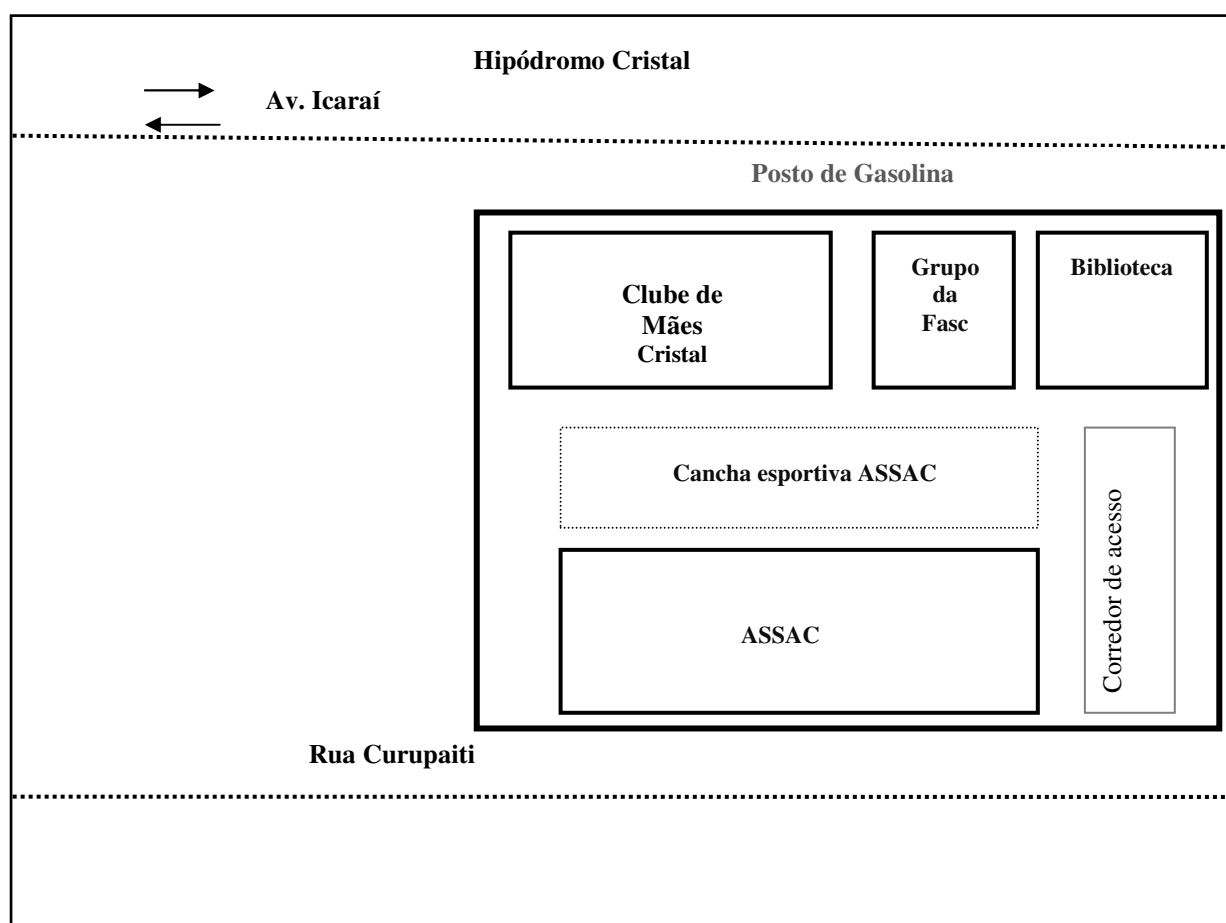 Hipódromo Cristal
Av. Icaraí
Posto de Gasolina
Clube de
Mães
Cristal
Grupo
da
Fasc
Biblioteca
Cancha esportiva ASSAC
ASSAC
Corredor de acesso
Rua Curupaiti